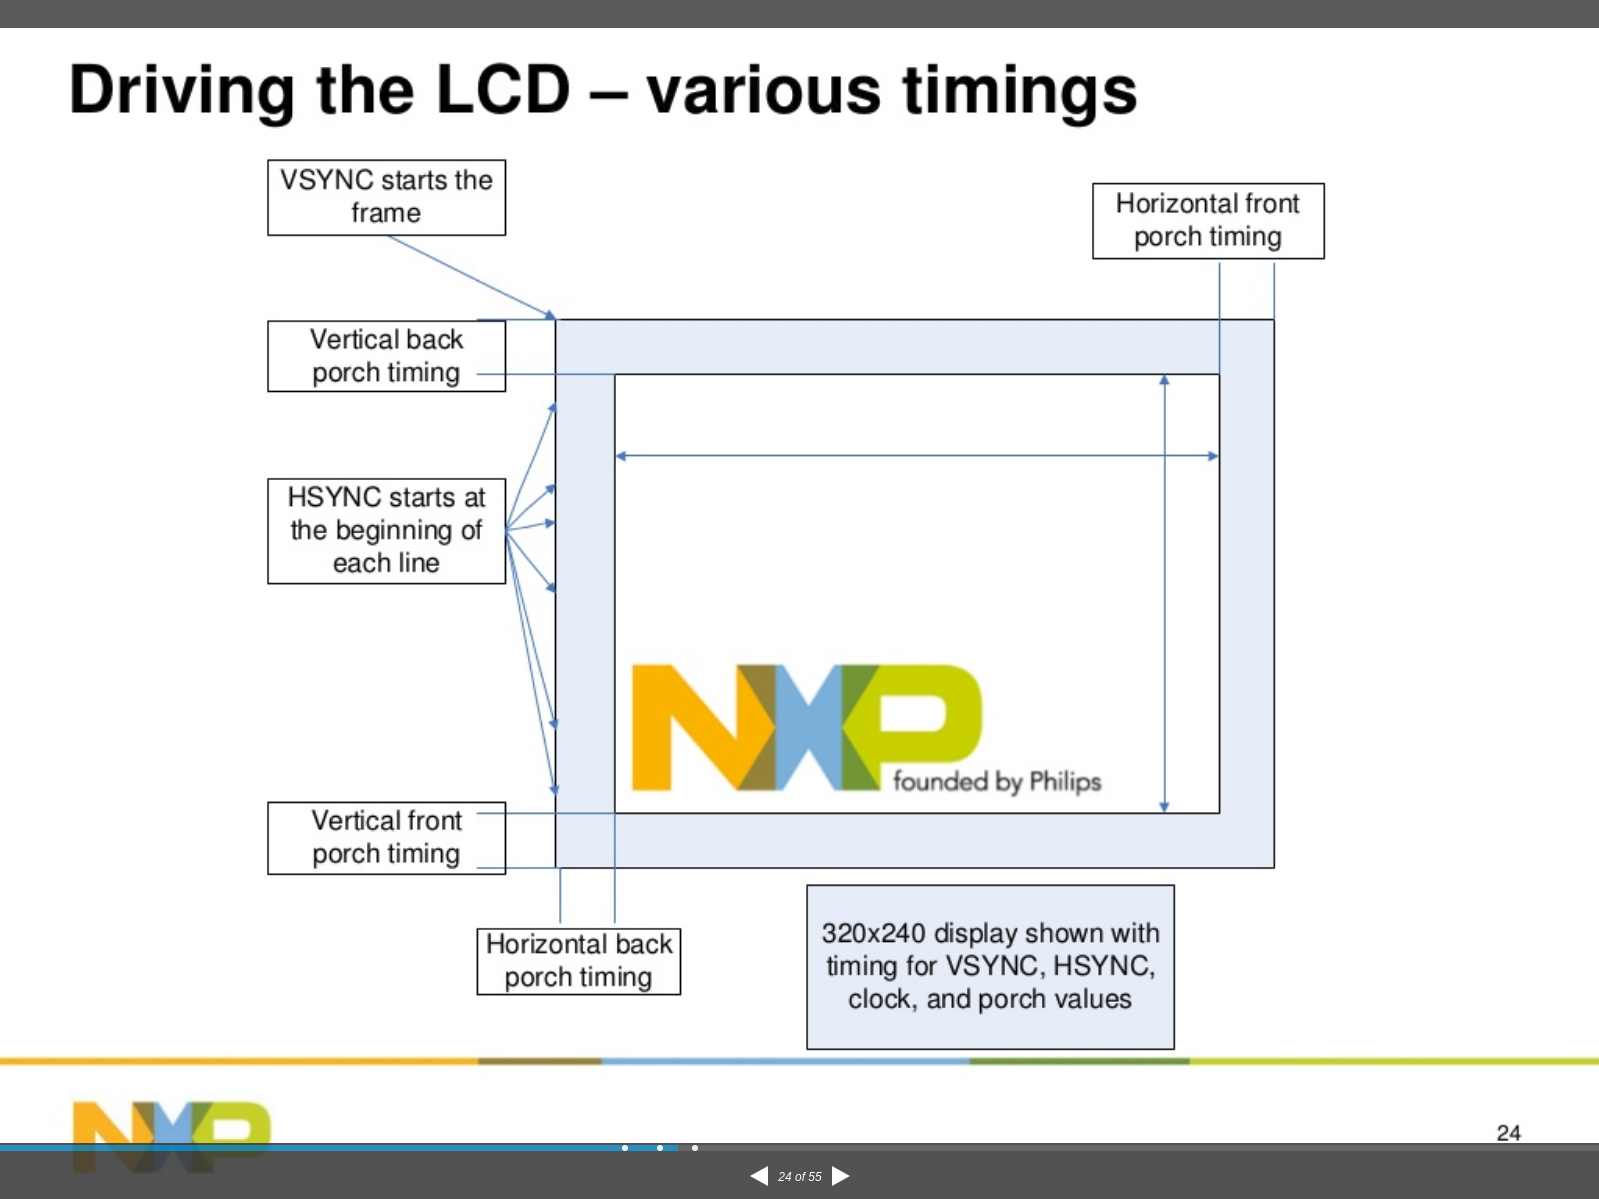 Driving the LCD – various timings
VSYNC starts the
frame
Horizontal front
porch timing
Vertical back
porch timing
HSYNC starts at
the beginning of
each line
NXP
founded by Philips
Vertical front
porch timing
Horizontal back
porch timing
320x240 display shown with
timing for VSYNC, HSYNC,
clock, and porch values
NXP
24
24 of 55